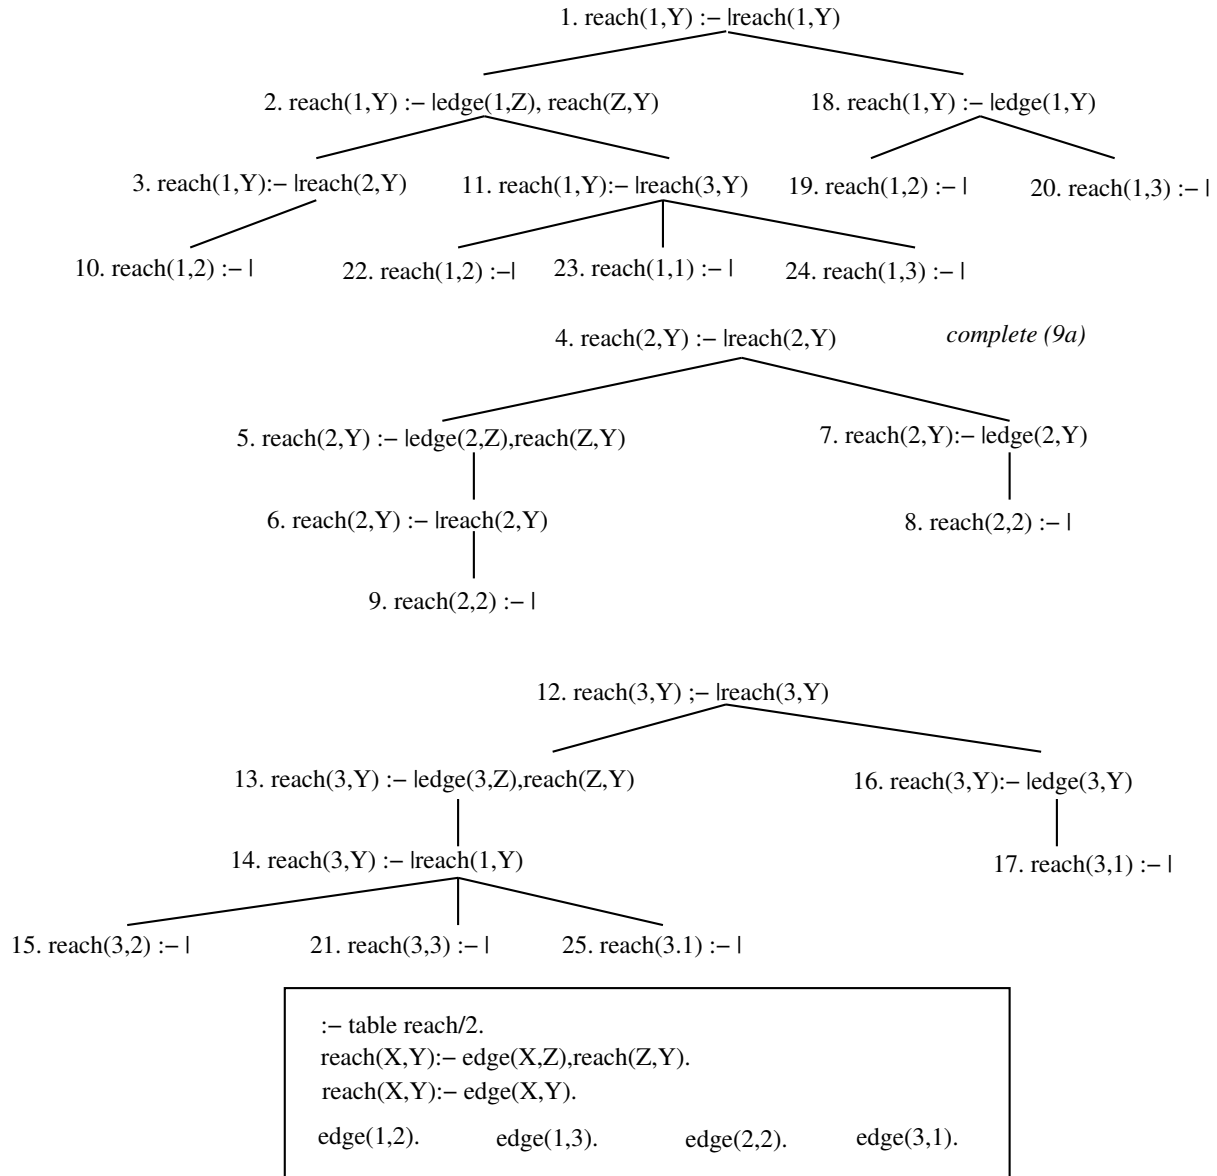 1. reach(1,Y) :− |reach(1,Y)
2. reach(1,Y) :− |edge(1,Z), reach(Z,Y) 18. reach(1,Y) :− |edge(1,Y)
3. reach(1,Y):− |reach(2,Y) 11. reach(1,Y):− |reach(3,Y) 19. reach(1,2) :− | 20. reach(1,3) :− |
10. reach(1,2) :− | 22. reach(1,2) :−| 23. reach(1,1) :− | 24. reach(1,3) :− |
4. reach(2,Y) :− |reach(2,Y) complete (9a)
5. reach(2,Y) :− |edge(2,Z),reach(Z,Y) 7. reach(2,Y):− |edge(2,Y)
6. reach(2,Y) :− |reach(2,Y) 8. reach(2,2) :− |
9. reach(2,2) :− |
12. reach(3,Y) ;− |reach(3,Y)
13. reach(3,Y) :− |edge(3,Z),reach(Z,Y) 16. reach(3,Y):− |edge(3,Y)
14. reach(3,Y) :− |reach(1,Y) 17. reach(3,1) :− |
15. reach(3,2) :− | 21. reach(3,3) :− | 25. reach(3.1) :− |
:− table reach/2.
reach(X,Y):− edge(X,Z),reach(Z,Y).
reach(X,Y):− edge(X,Y).
edge(1,2). edge(1,3). edge(2,2). edge(3,1).